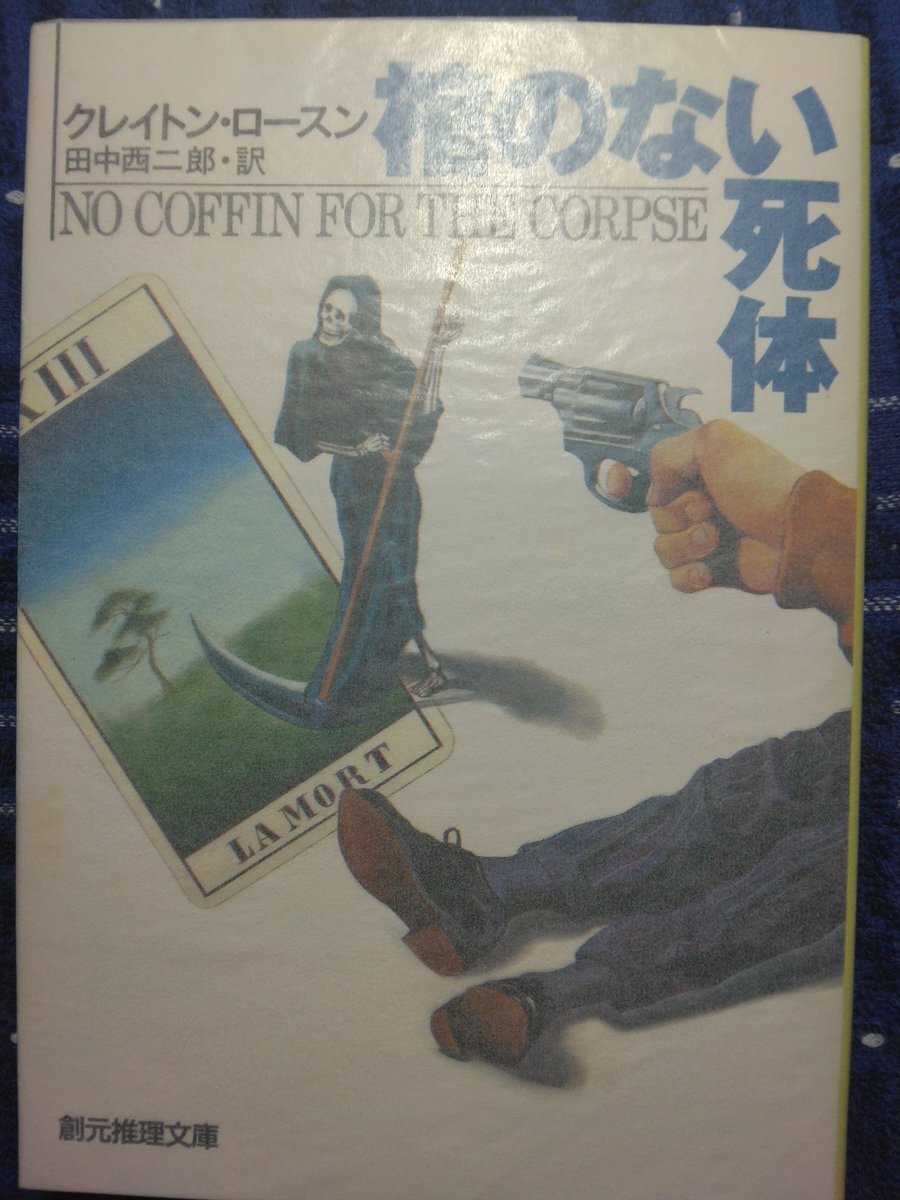 棺のない死体
クレイトン・ロースン
田中西二郎・訳
NO COFFIN FOR THE CORPSE
XIII
LA MORT
創元推理文庫